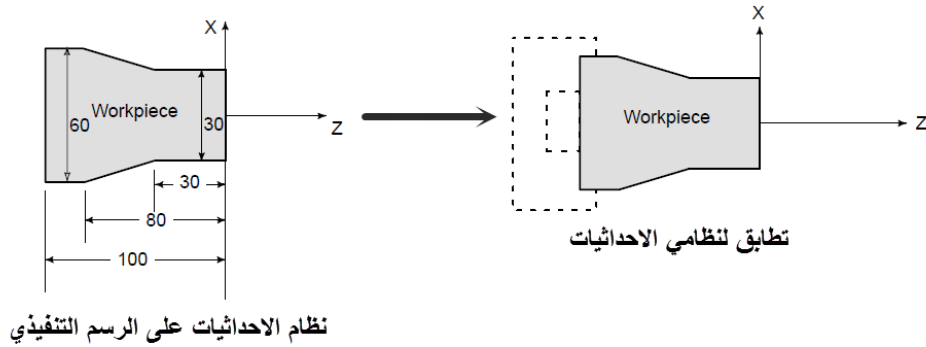 X
Workpiece
60
30
Z
30
80
100
نظام الاحداثيات على الرسم التنفيذي
X
Workpiece
Z
تطابق لنظامي الاحداثيات